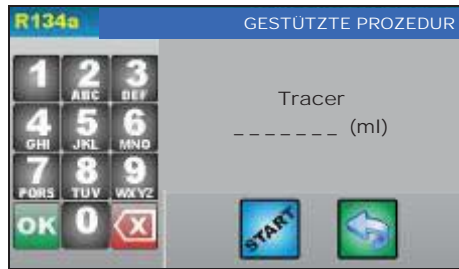 R134a
GESTÜTZTE PROZEDUR
1 2 3
ABC DEF
4 5 6
GHI JKL MNO
7 8 9
PQRS TUV WXYZ
OK 0 X
Tracer
_ _ _ _ _ _ _ (ml)
START